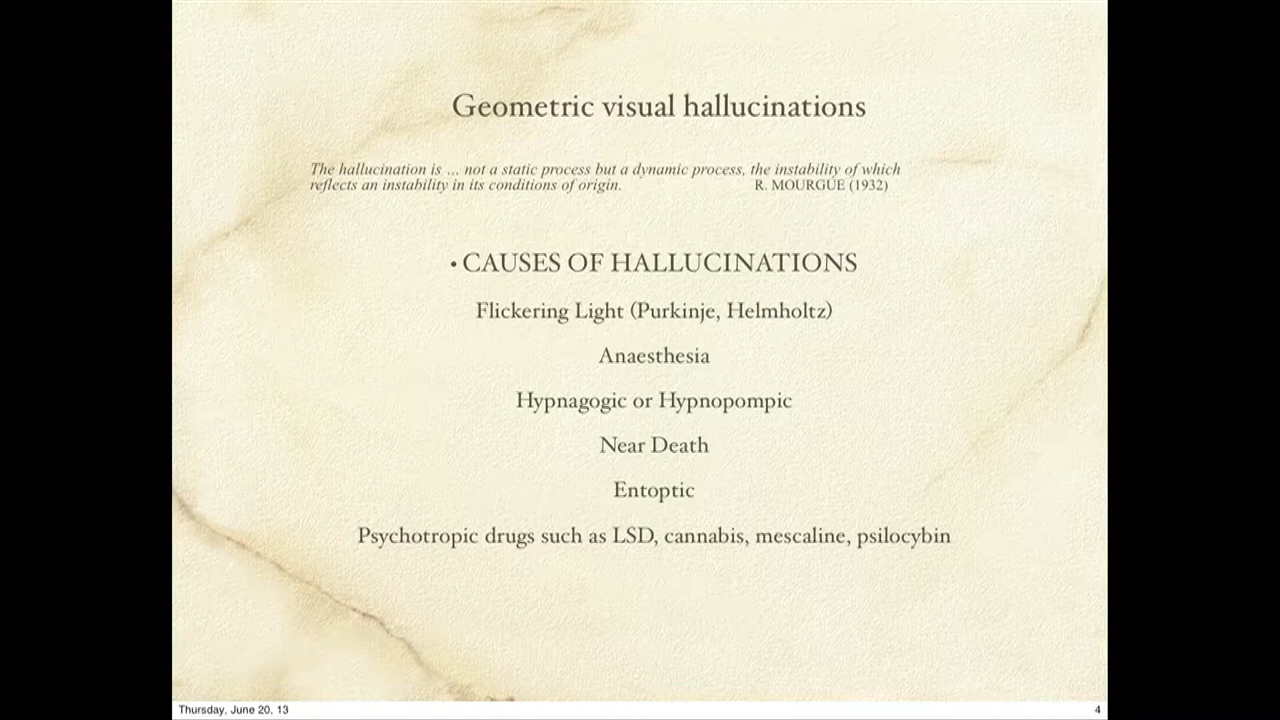 Geometric visual hallucinations
The hallucination is ... not a static process but a dynamic process, the instability of which
reflects an instability in its conditions of origin. R. MOURGUE (1932)
• CAUSES OF HALLUCINATIONS
Flickering Light (Purkinje, Helmholtz)
Anaesthesia
Hypnagogic or Hypnopompic
Near Death
Entoptic
Psychotropic drugs such as LSD, cannabis, mescaline, psilocybin
Thursday, June 20, 13 4